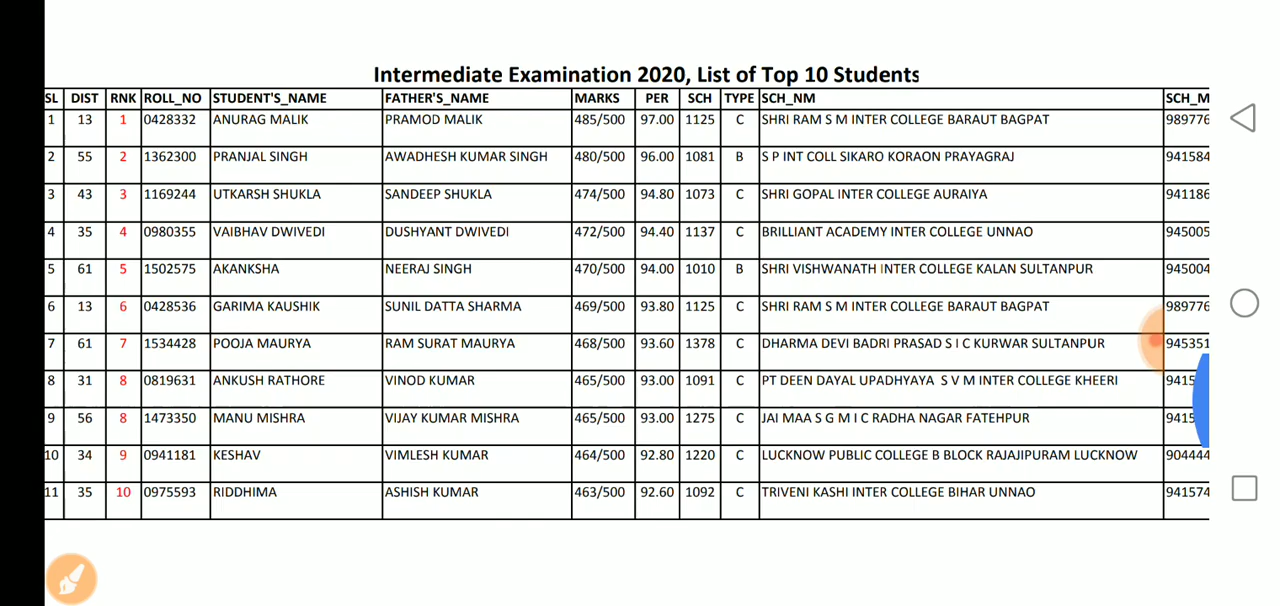 Intermediate Examination 2020, List of Top 10 Students
SL DIST RNK ROLL_NO STUDENT'S_NAME FATHER'S_NAME MARKS PER SCH TYPE SCH_NM SCH_M
1 13 1 0428332 ANURAG MALIK PRAMOD MALIK 485/500 97.00 1125 C SHRI RAM S M INTER COLLEGE BARAUT BAGPAT 989776
2 55 2 1362300 PRANJAL SINGH AWADHESH KUMAR SINGH 480/500 96.00 1081 B S P INT COLL SIKARO KORAON PRAYAGRAJ 941584
3 43 3 1169244 UTKARSH SHUKLA SANDEEP SHUKLA 474/500 94.80 1073 C SHRI GOPAL INTER COLLEGE AURAIYA 941186
4 35 4 0980355 VAIBHAV DWIVEDI DUSHYANT DWIVEDI 472/500 94.40 1137 C BRILLIANT ACADEMY INTER COLLEGE UNNAO 945005
5 61 5 1502575 AKANKSHA NEERAJ SINGH 470/500 94.00 1010 B SHRI VISHWANATH INTER COLLEGE KALAN SULTANPUR 945004
6 13 6 0428536 GARIMA KAUSHIK SUNIL DATTA SHARMA 469/500 93.80 1125 C SHRI RAM S M INTER COLLEGE BARAUT BAGPAT 989776
7 61 7 1534428 POOJA MAURYA RAM SURAT MAURYA 468/500 93.60 1378 C DHARMA DEVI BADRI PRASAD S I C KURWAR SULTANPUR 945351
8 31 8 0819631 ANKUSH RATHORE VINOD KUMAR 465/500 93.00 1091 C PT DEEN DAYAL UPADHYAYA S V M INTER COLLEGE KHEERI 9415
9 56 8 1473350 MANU MISHRA VIJAY KUMAR MISHRA 465/500 93.00 1275 C JAI MAA S G M I C RADHA NAGAR FATEHPUR 9415
10 34 9 0941181 KESHAV VIMLESH KUMAR 464/500 92.80 1220 C LUCKNOW PUBLIC COLLEGE B BLOCK RAJAJIPURAM LUCKNOW 904444
11 35 10 0975593 RIDDHIMA ASHISH KUMAR 463/500 92.60 1092 C TRIVENI KASHI INTER COLLEGE BIHAR UNNAO 941574